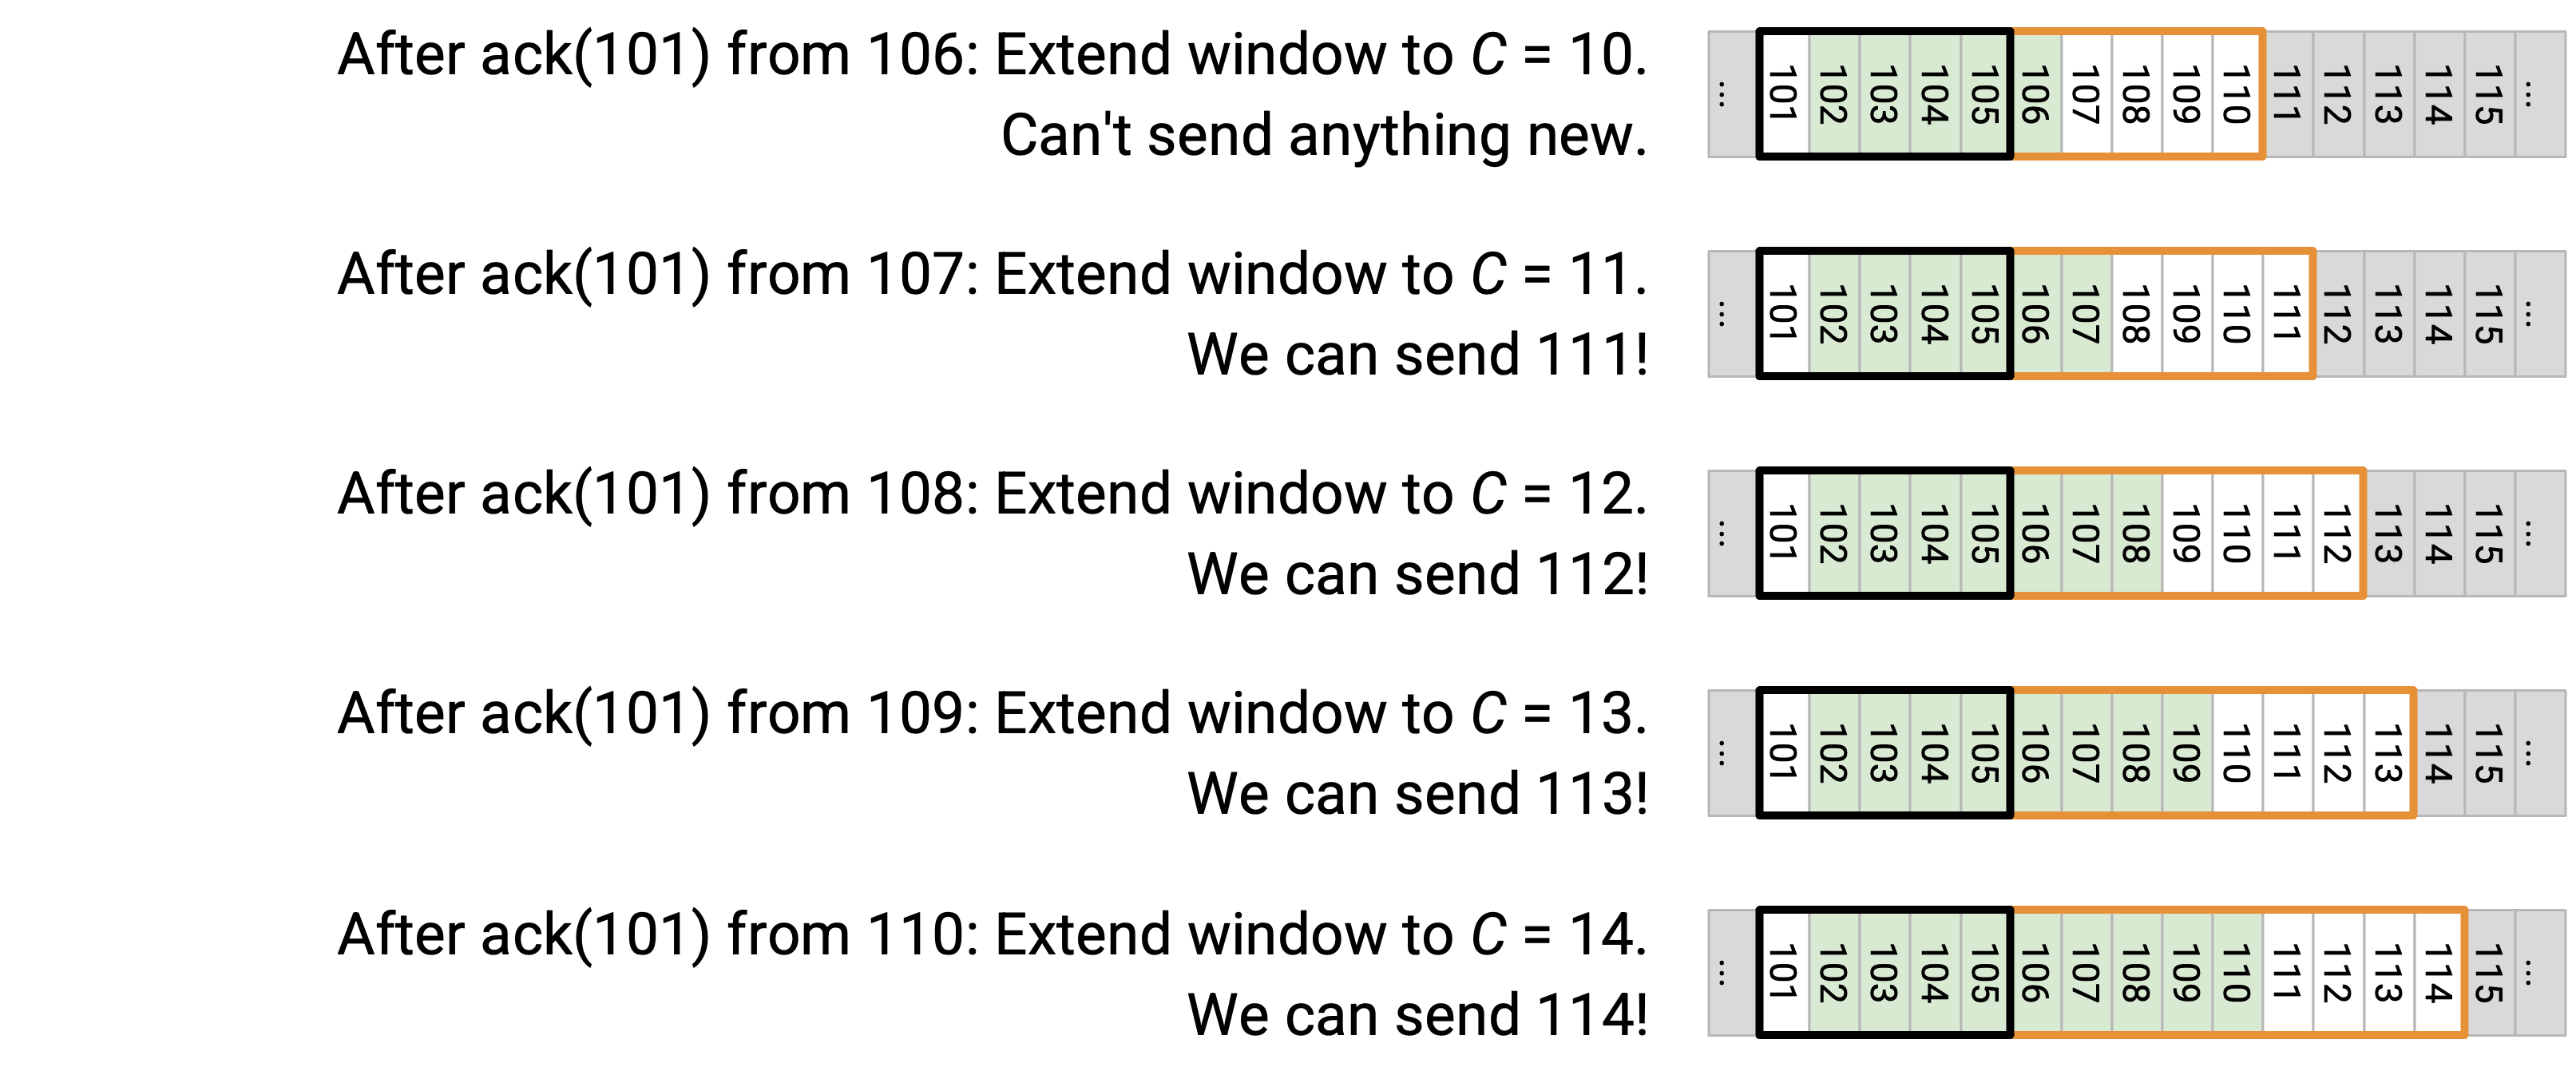 After ack(101) from 106: Extend window to C = 10.
Can't send anything new.
... 101 102 103 104 105 106 107 108 109 110 111 112 113 114 115 ...
After ack(101) from 107: Extend window to C = 11.
We can send 111!
... 101 102 103 104 105 106 107 108 109 110 111 112 113 114 115 ...
After ack(101) from 108: Extend window to C = 12.
We can send 112!
... 101 102 103 104 105 106 107 108 109 110 111 112 113 114 115 ...
After ack(101) from 109: Extend window to C = 13.
We can send 113!
... 101 102 103 104 105 106 107 108 109 110 111 112 113 114 115 ...
After ack(101) from 110: Extend window to C = 14.
We can send 114!
... 101 102 103 104 105 106 107 108 109 110 111 112 113 114 115 ...